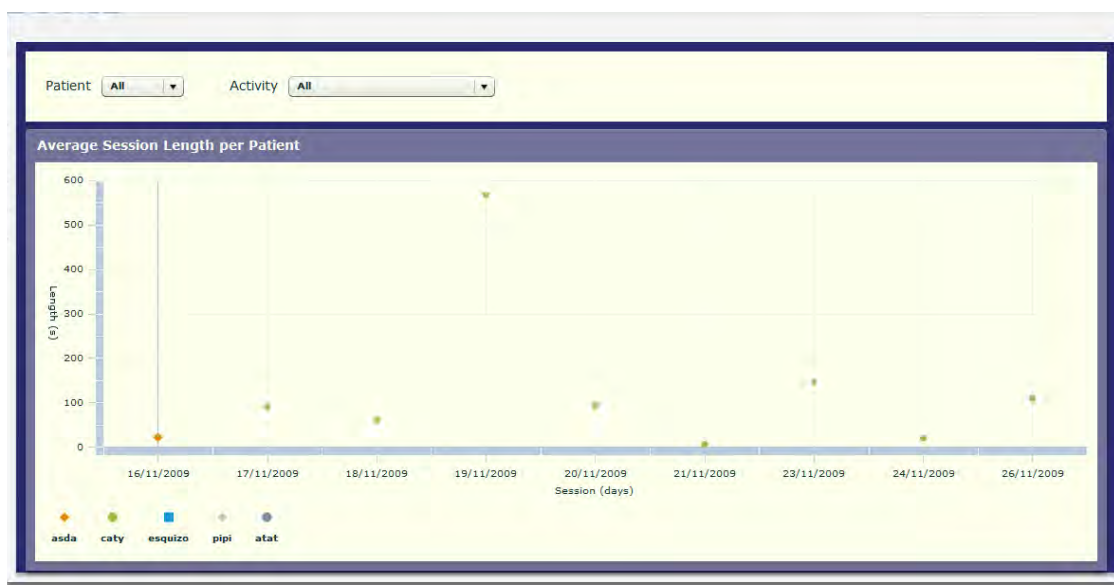 Patient All Activity All
Average Session Length per Patient
600
500
400
300
200
100
0
Length (s)
16/11/2009 17/11/2009 18/11/2009 19/11/2009 20/11/2009 21/11/2009 23/11/2009 24/11/2009 26/11/2009
Session (days)
asda caty esquizo pipi atat